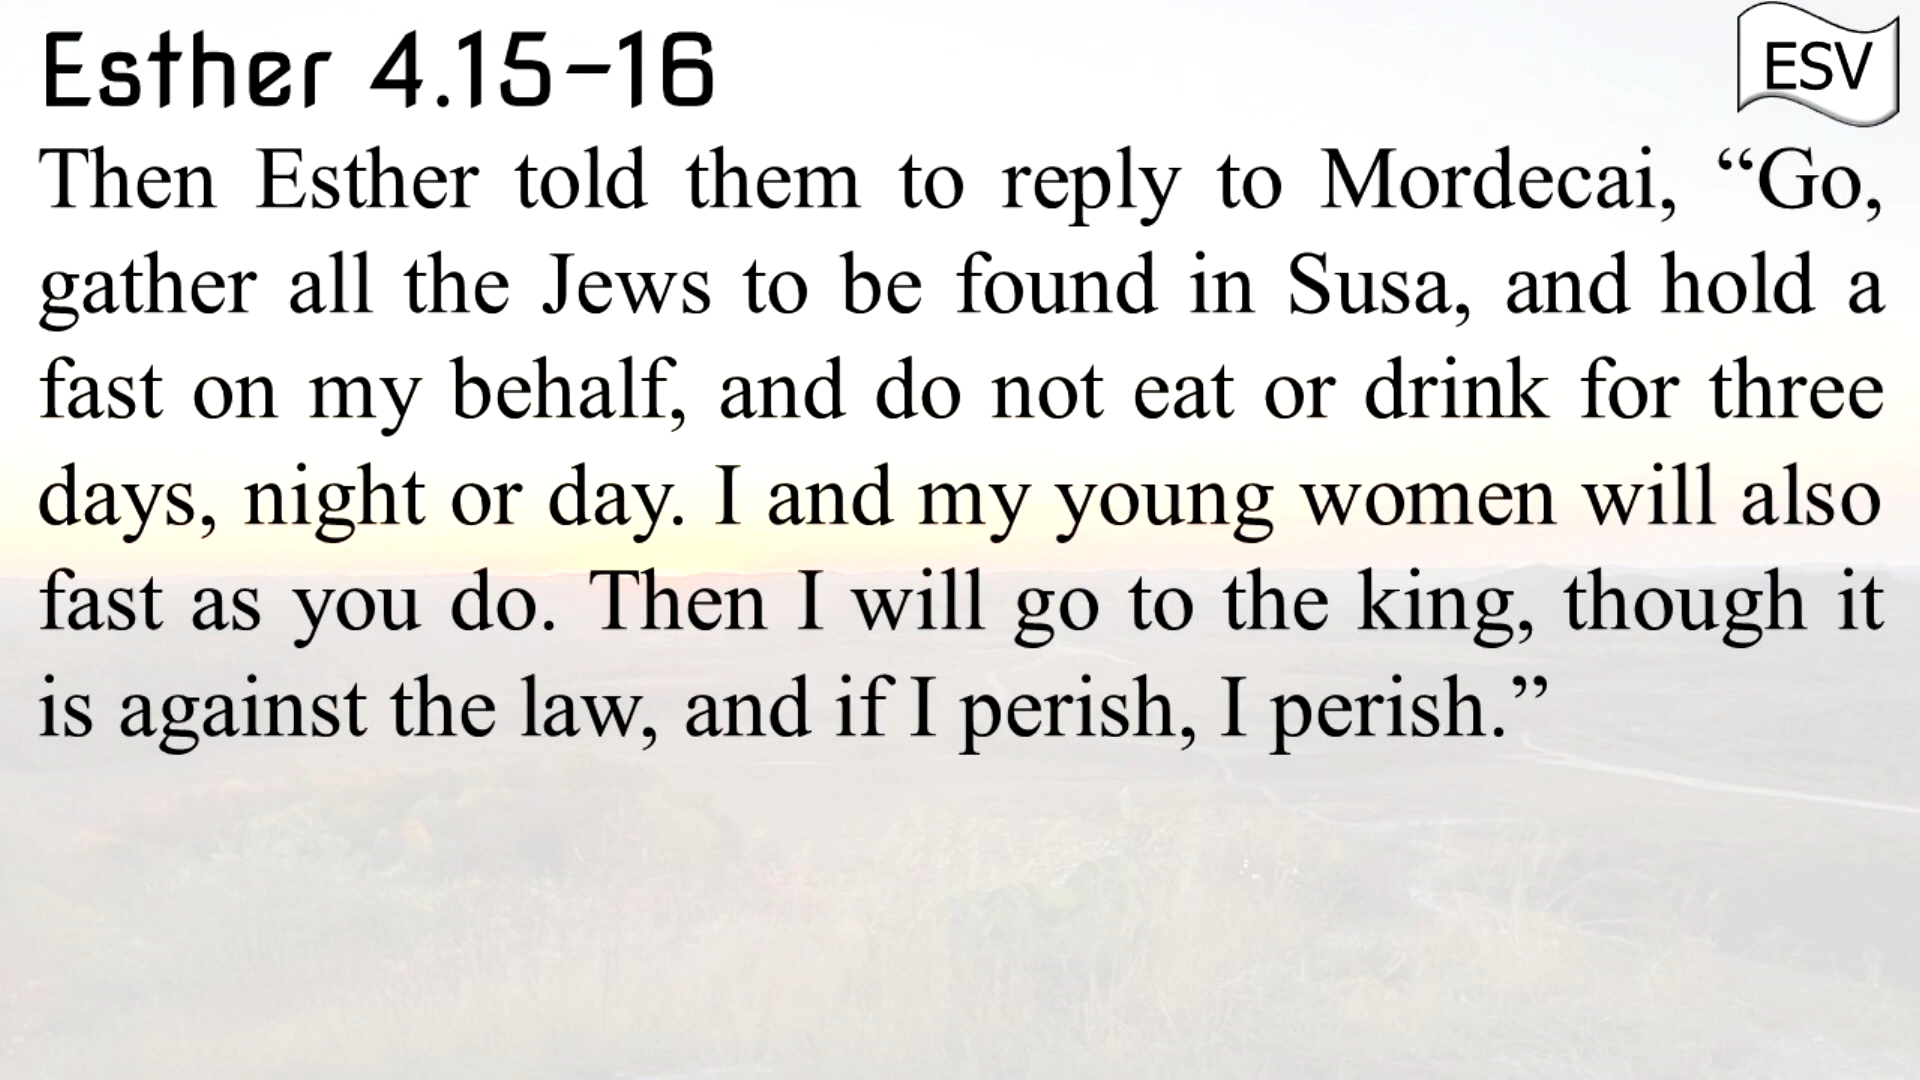 Esther 4.15–16
ESV
Then Esther told them to reply to Mordecai, “Go,
gather all the Jews to be found in Susa, and hold a
fast on my behalf, and do not eat or drink for three
days, night or day. I and my young women will also
fast as you do. Then I will go to the king, though it
is against the law, and if I perish, I perish.”